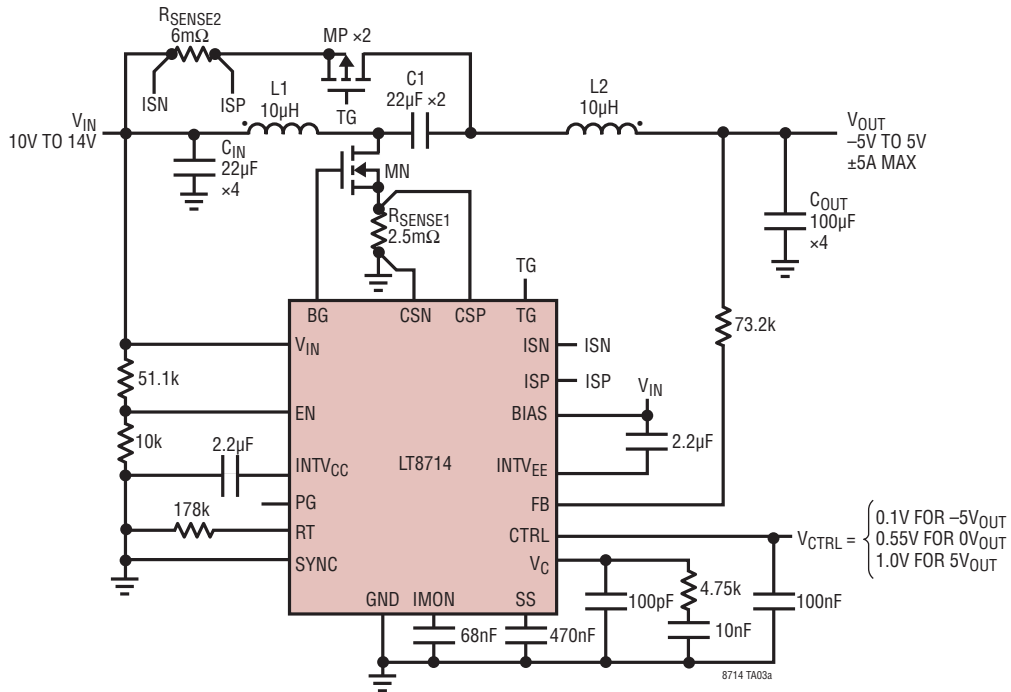 RSENSE2
6mΩ
MP ×2
ISN
ISP
TG
L1
10µH
C1
22µF ×2
L2
10µH
VIN
10V TO 14V
CIN
22µF
×4
MN
RSENSE1
2.5mΩ
VOUT
–5V TO 5V
±5A MAX
COUT
100µF
×4
TG
73.2k
BG
CSN
CSP
TG
VIN
ISN
ISN
ISP
ISP
51.1k
VIN
EN
BIAS
10k
2.2µF
2.2µF
INTVCC
LT8714
INTVEE
PG
FB
178k
RT
CTRL
VCTRL =
0.1V FOR –5VOUT
0.55V FOR 0VOUT
1.0V FOR 5VOUT
SYNC
VC
GND
IMON
SS
100pF
4.75k
100nF
68nF
470nF
10nF
8714 TA03a